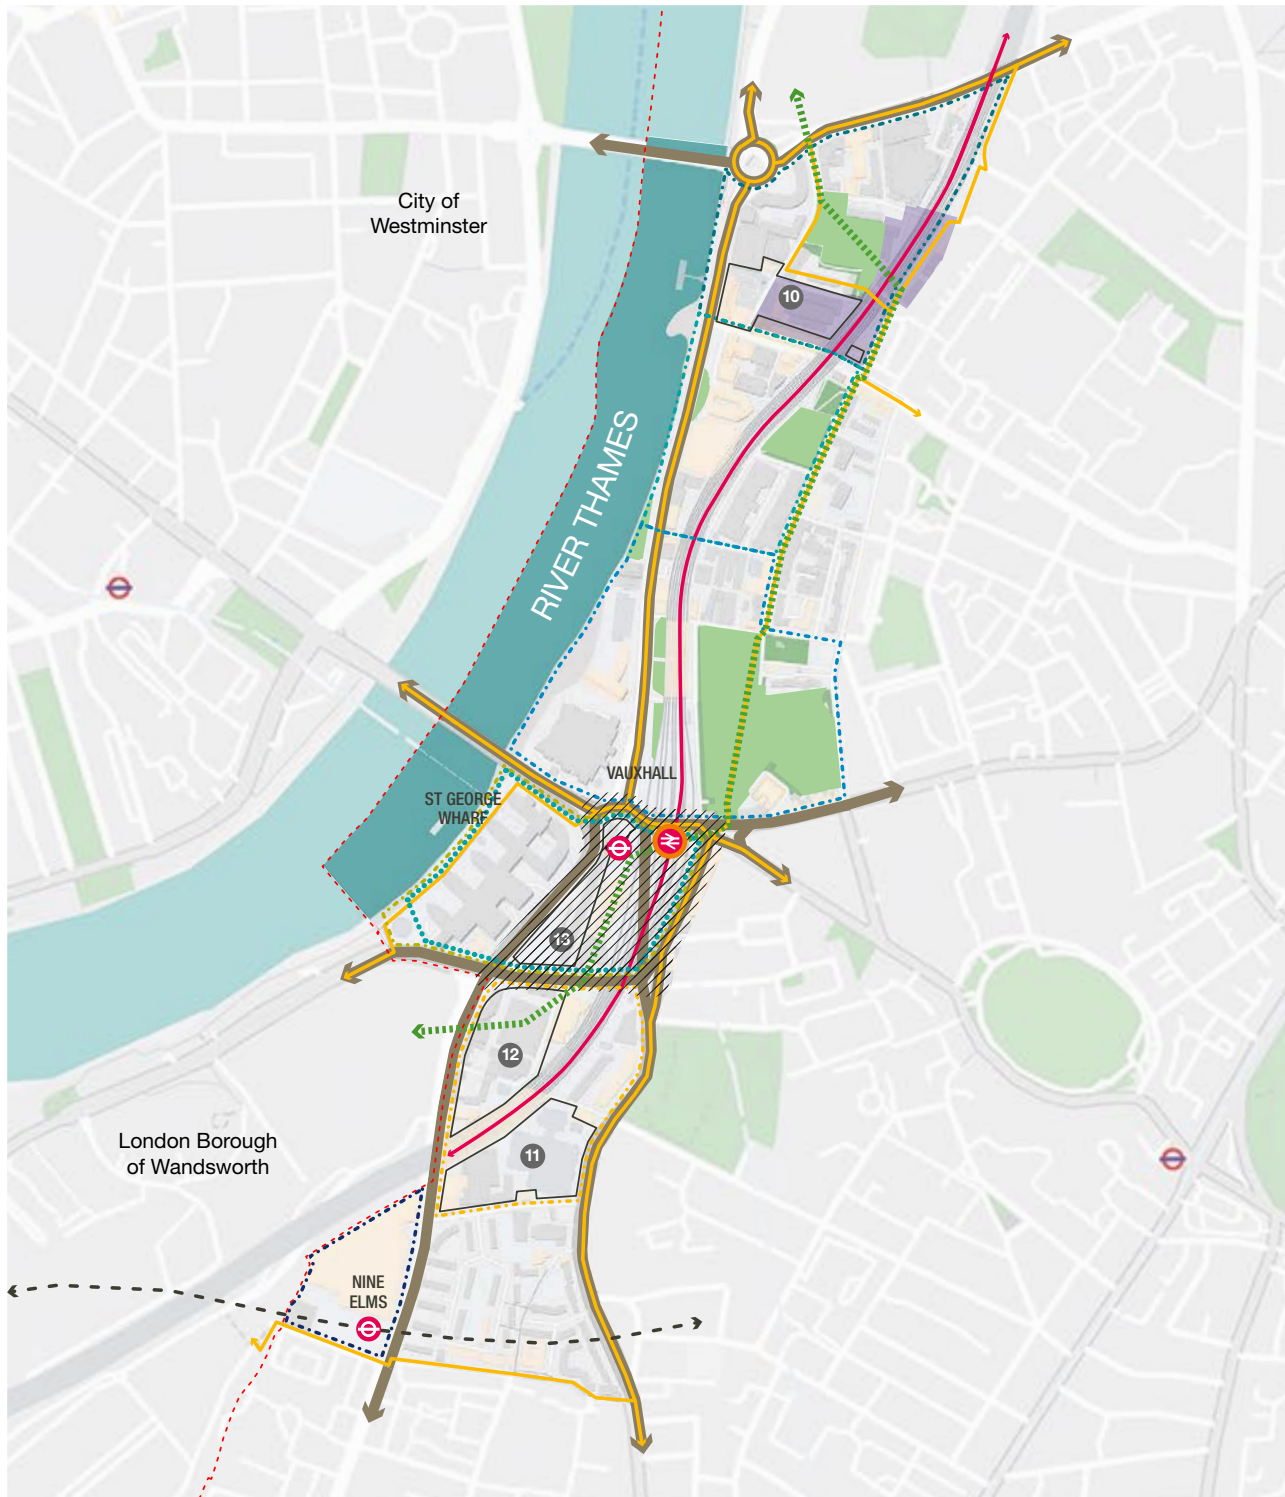 City of
Westminster
10
RIVER THAMES
VAUXHALL
ST GEORGE
WHARF
13
12
London Borough
of Wandsworth
11
NINE
ELMS